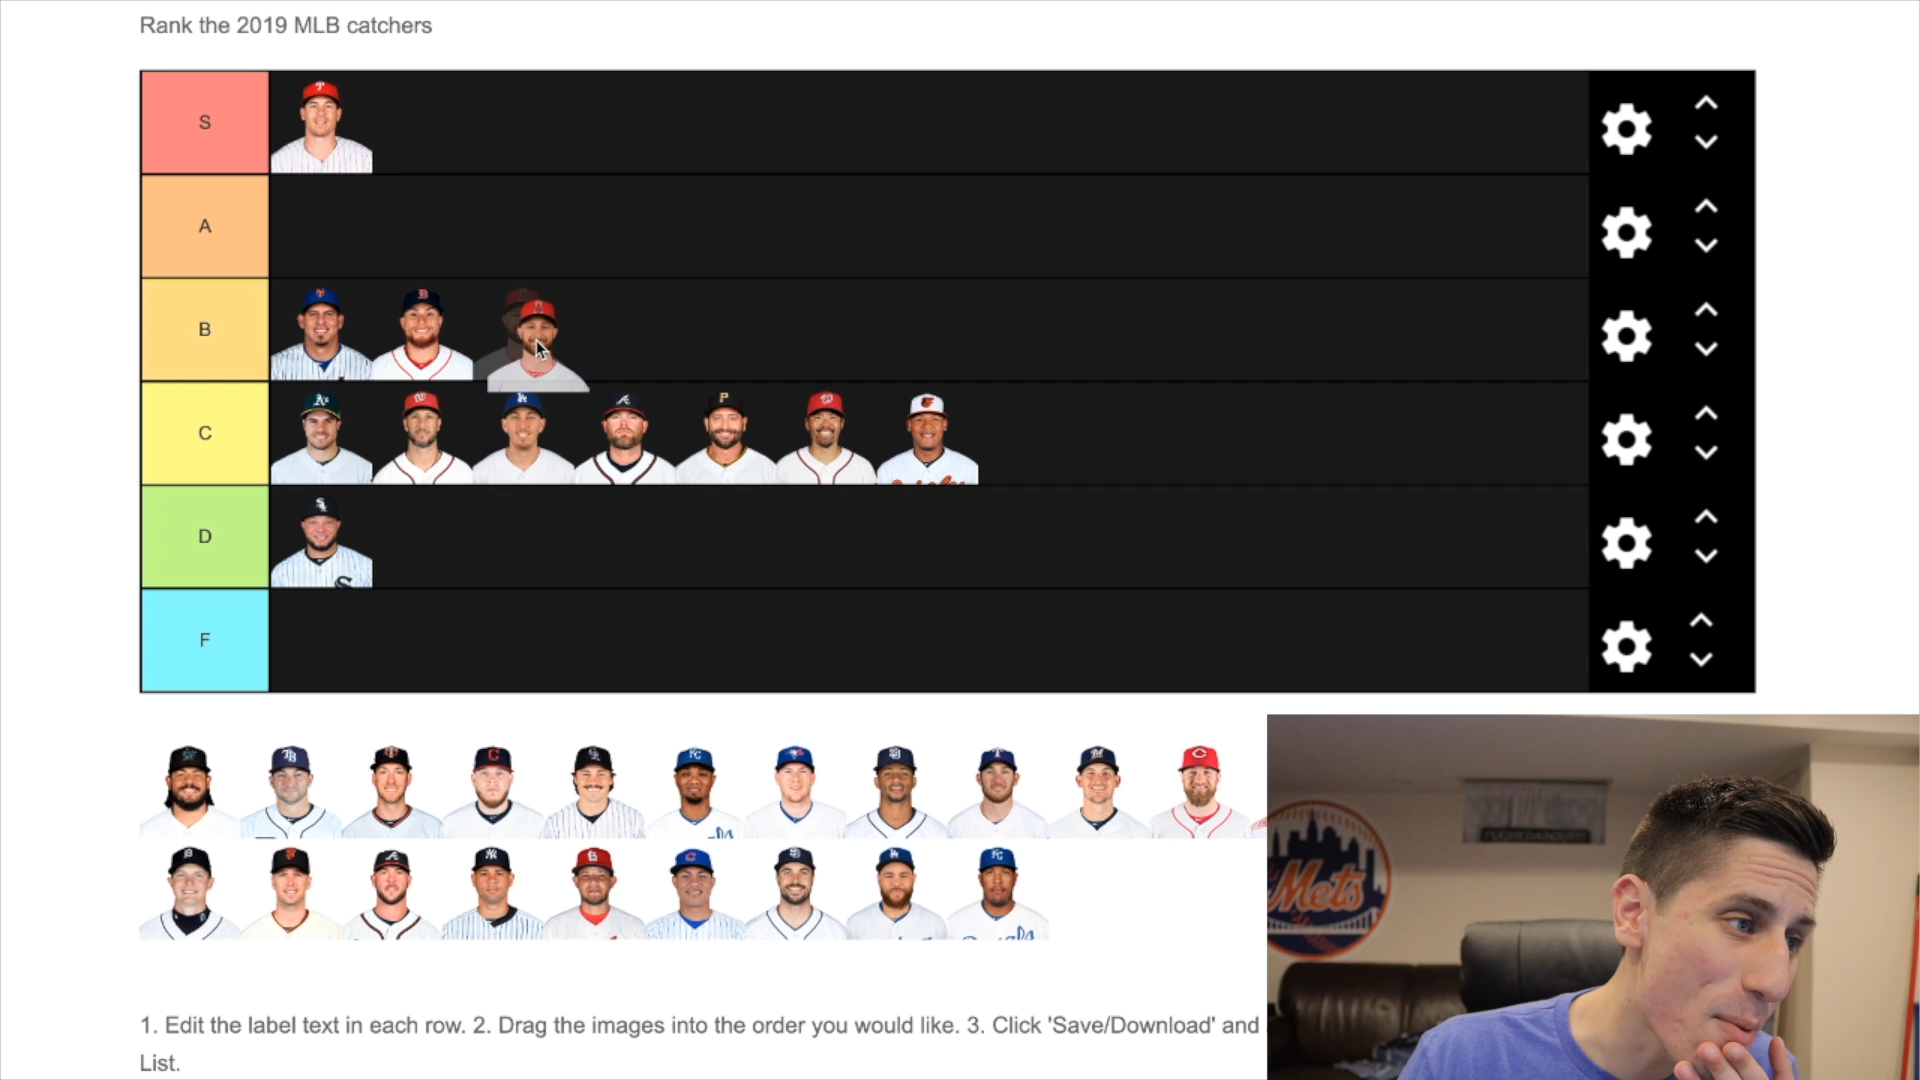 Rank the 2019 MLB catchers
S
A
B
C
D
F
Mets
1. Edit the label text in each row. 2. Drag the images into the order you would like. 3. Click 'Save/Download' and
List.